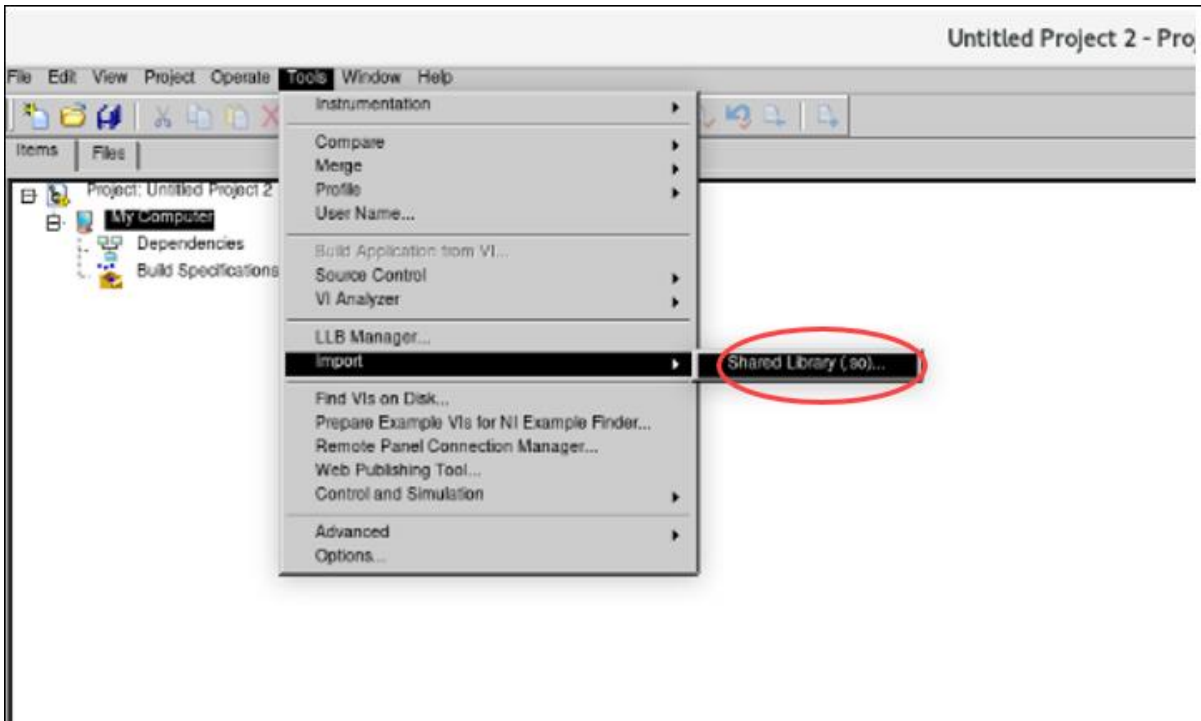 Untitled Project 2 - Pro
File Edit View Project Operate Tools Window Help
Items Files
Project: Untitled Project 2
My Computer
Dependencies
Build Specifications
Instrumentation
Compare
Merge
Profile
User Name...
Build Application from VI...
Source Control
VI Analyzer
LLB Manager...
Import
Shared Library (.so)...
Find VIs on Disk...
Prepare Example VIs for NI Example Finder...
Remote Panel Connection Manager...
Web Publishing Tool...
Control and Simulation
Advanced
Options...